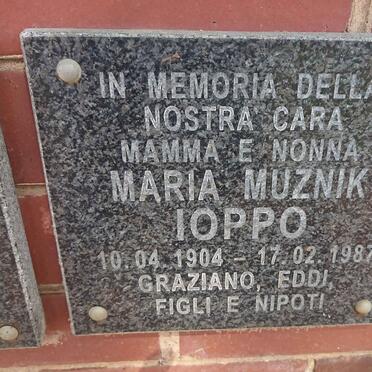 IN MEMORIA DELLA
NOSTRA CARA
MAMMA E NONNA
MARIA MUZNIK
IOPPO
10.04.1904 – 17.02.1987
GRAZIANO, EDDI,
FIGLI E NIPOTI